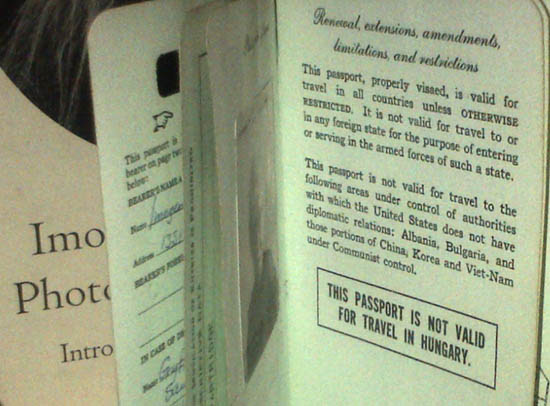 Imo
Photo
Intro
This passport is
bearer on page two
below:
BEARER'S NAME &
Name Imogen
Address 1331
IN CASE OF
Name
Renewal, extensions, amendments,
limitations, and restrictions
This passport, properly visaed, is valid for
travel in all countries unless OTHERWISE
RESTRICTED. It is not valid for travel to or
in any foreign state for the purpose of entering
or serving in the armed forces of such a state.
This passport is not valid for travel to the
following areas under control of authorities
with which the United States does not have
diplomatic relations: Albania, Bulgaria, and
those portions of China, Korea and Viet-Nam
under Communist control.
THIS PASSPORT IS NOT VALID
FOR TRAVEL IN HUNGARY.